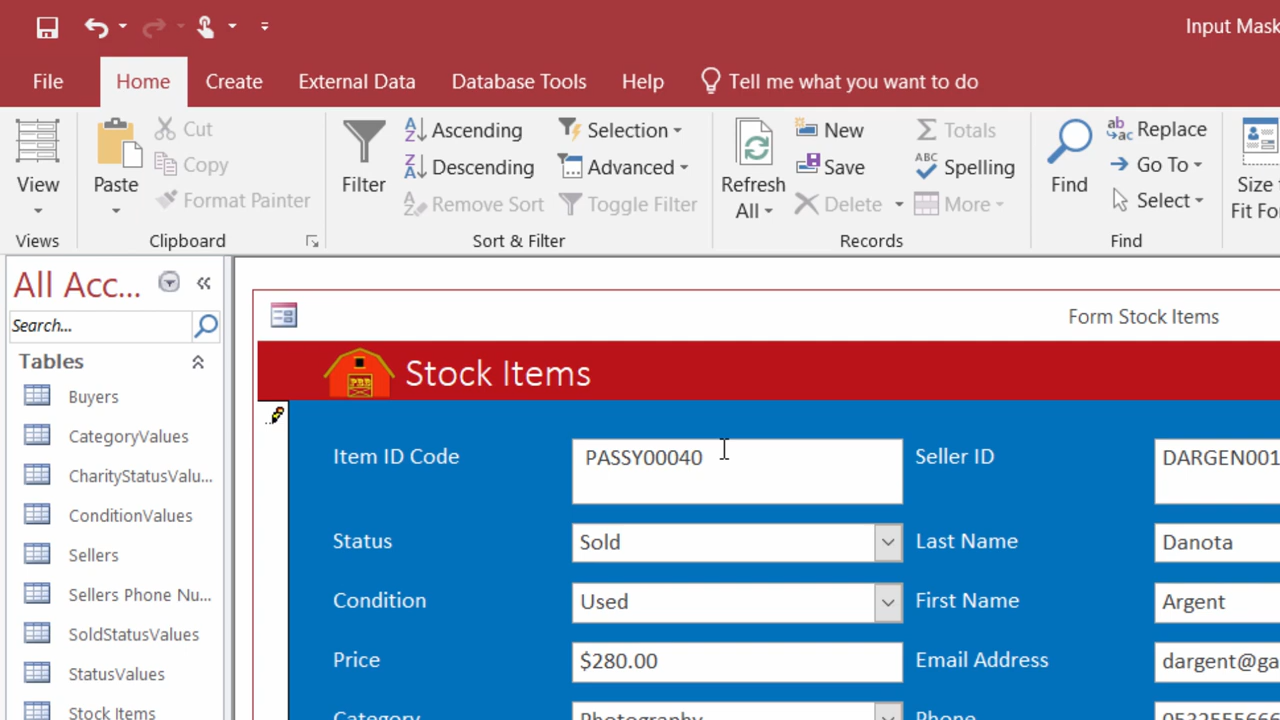 Input Mask
File Home Create External Data Database Tools Help Tell me what you want to do
View
Paste
Cut
Copy
Format Painter
Filter
Ascending
Descending
Remove Sort
Selection
Advanced
Toggle Filter
Refresh
All
New
Save
Delete
Totals
Spelling
More
Find
Replace
Go To
Select
Size
Fit
Views Clipboard Sort & Filter Records Find
All Acc...
Search...
Tables
Buyers
CategoryValues
CharityStatusValu...
ConditionValues
Sellers
Sellers Phone Nu...
SoldStatusValues
StatusValues
Stock Items
Form Stock Items
PBB
Stock Items
Item ID Code PASSY00040 Seller ID DARGEN001
Status Sold Last Name Danota
Condition Used First Name Argent
Price $280.00 Email Address dargent@ga
Category Photography Phone 0532555666